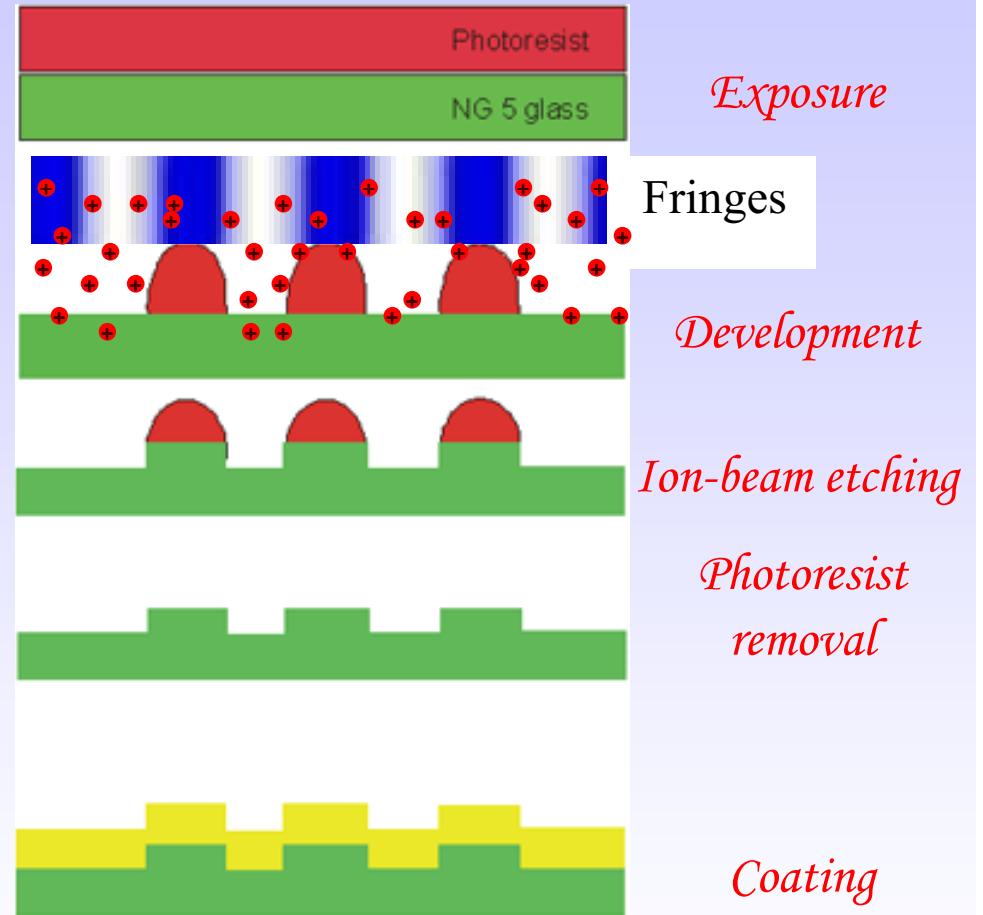 Photoresist
NG 5 glass
Exposure
Fringes
Development
Ion-beam etching
Photoresist
removal
Coating